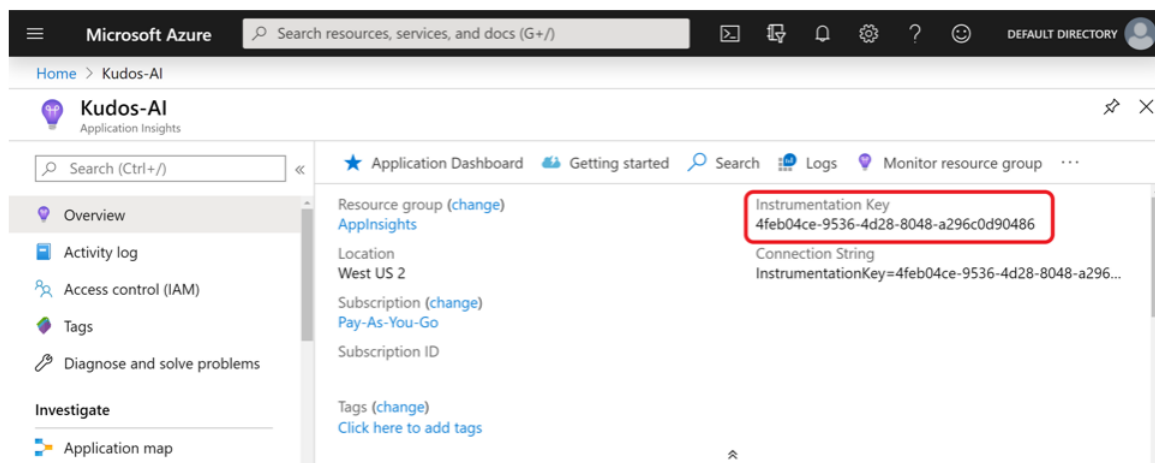 Microsoft Azure
Search resources, services, and docs (G+/)
DEFAULT DIRECTORY
Home > Kudos-AI
Kudos-AI
Application Insights
Search (Ctrl+/)
«
Application Dashboard
Getting started
Search
Logs
Monitor resource group
...
Overview
Activity log
Access control (IAM)
Tags
Diagnose and solve problems
Investigate
Application map
Resource group (change)
AppInsights
Location
West US 2
Subscription (change)
Pay-As-You-Go
Subscription ID
Tags (change)
Click here to add tags
Instrumentation Key
4feb04ce-9536-4d28-8048-a296c0d90486
Connection String
InstrumentationKey=4feb04ce-9536-4d28-8048-a296...